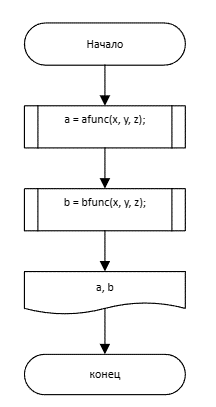 Начало
a = afunc(x, y, z);
b = bfunc(x, y, z);
a, b
конец